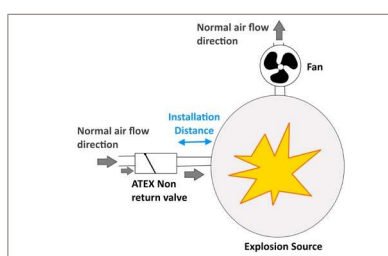 Normal air flow
direction
Fan
Installation
Distance
Normal air flow
direction
ATEX Non
return valve
Explosion Source